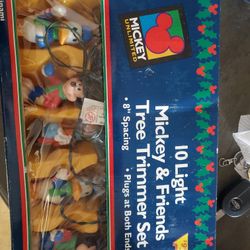 MICKEY
UNLIMITED
10 Light
Mickey & Friends
Tree Trimmer Set
• 8" Spacing
• Plugs at Both Ends